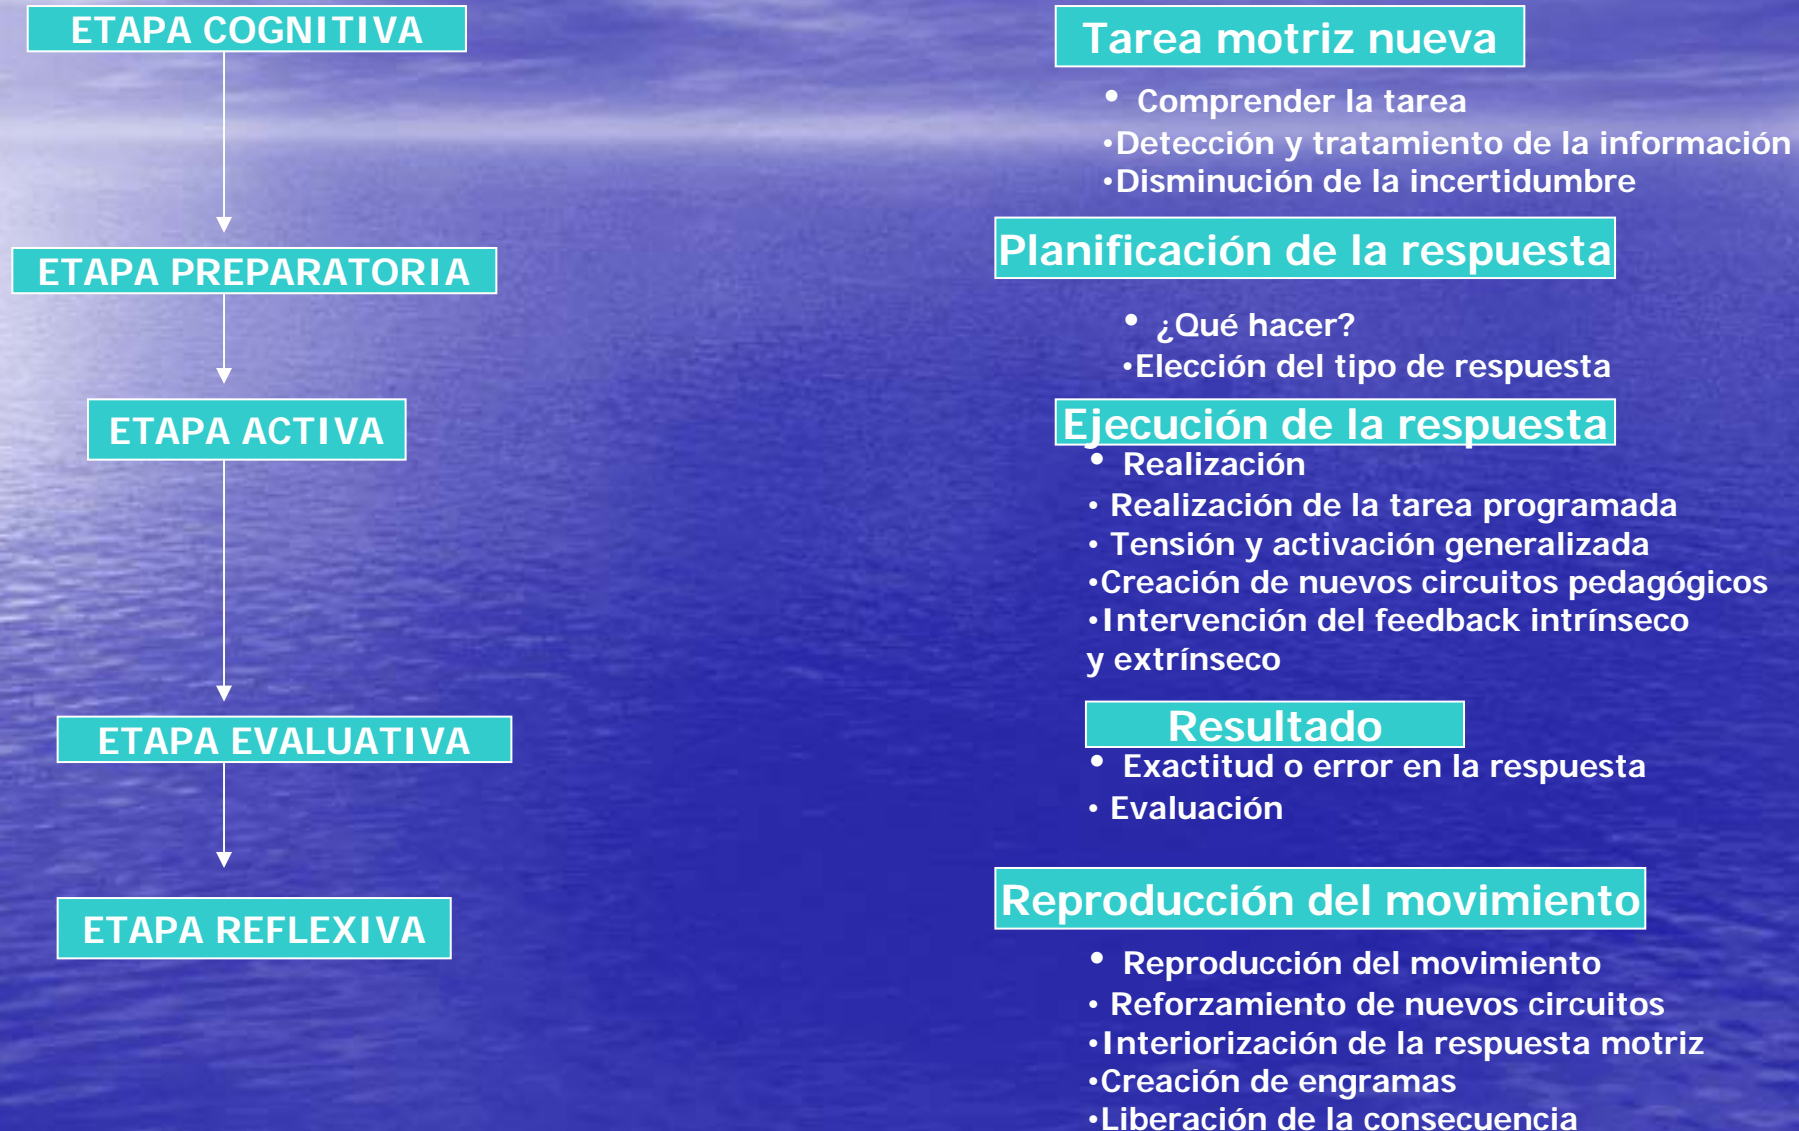 ETAPA COGNITIVA
Tarea motriz nueva
• Comprender la tarea
•Detección y tratamiento de la información
•Disminución de la incertidumbre
ETAPA PREPARATORIA
Planificación de la respuesta
• ¿Qué hacer?
•Elección del tipo de respuesta
ETAPA ACTIVA
Ejecución de la respuesta
• Realización
• Realización de la tarea programada
• Tensión y activación generalizada
•Creación de nuevos circuitos pedagógicos
•Intervención del feedback intrínseco
y extrínseco
ETAPA EVALUATIVA
Resultado
• Exactitud o error en la respuesta
• Evaluación
ETAPA REFLEXIVA
Reproducción del movimiento
• Reproducción del movimiento
• Reforzamiento de nuevos circuitos
•Interiorización de la respuesta motriz
•Creación de engramas
•Liberación de la consecuencia